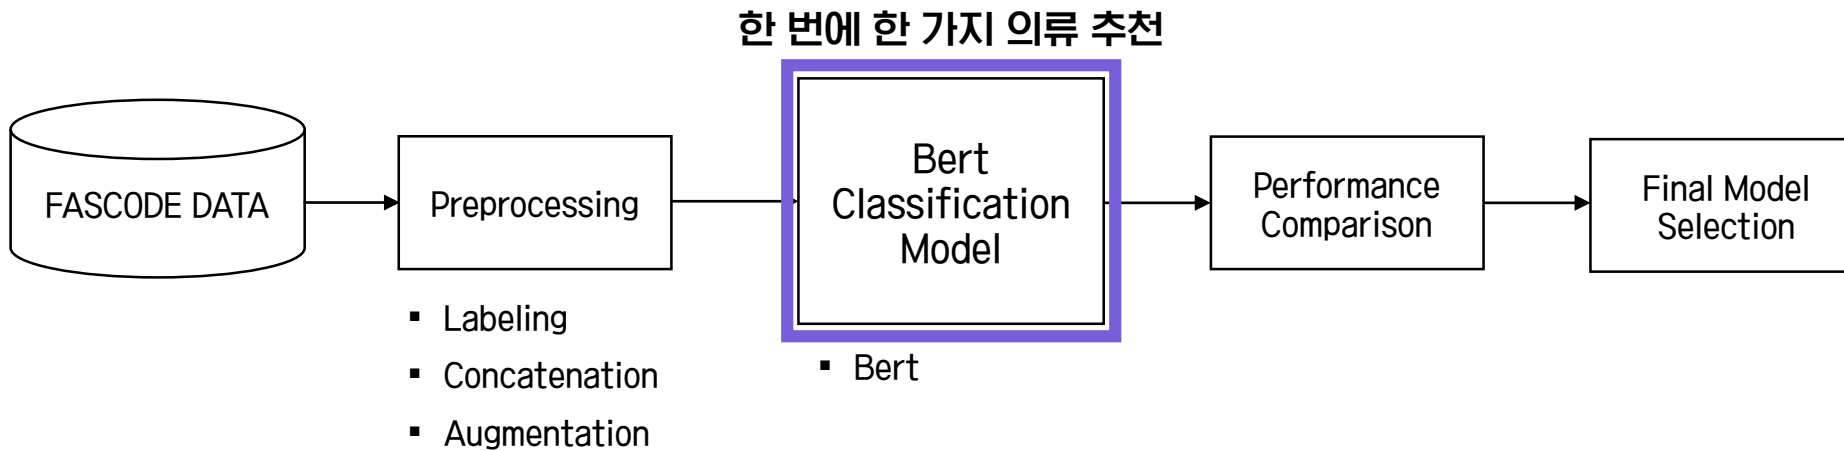 한 번에 한 가지 의류 추천
FASCODE DATA
Preprocessing
▪ Labeling
▪ Concatenation
▪ Augmentation
Bert
Classification
Model
▪ Bert
Performance
Comparison
Final Model
Selection